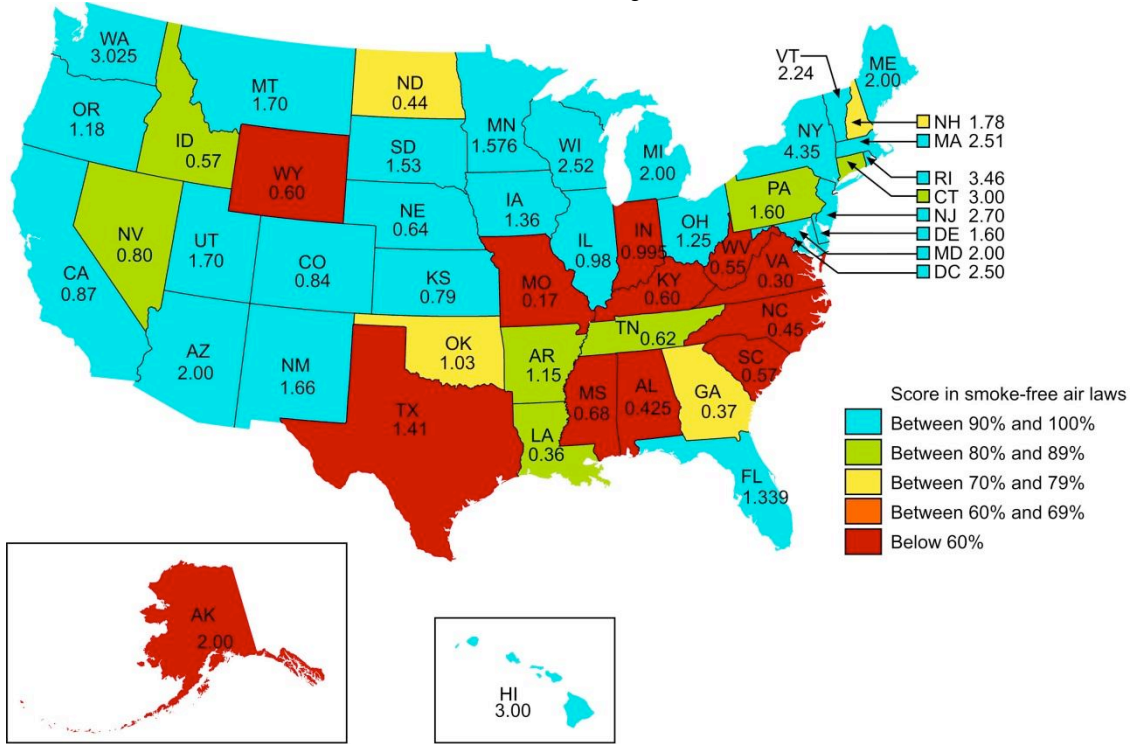 WA
3.025
OR
1.18
CA
0.87
ID
0.57
NV
0.80
MT
1.70
WY
0.60
UT
1.70
CO
0.84
AZ
2.00
NM
1.66
ND
0.44
SD
1.53
NE
0.64
KS
0.79
OK
1.03
TX
1.41
MN
1.576
IA
1.36
MO
0.17
AR
1.15
LA
0.36
WI
2.52
IL
0.98
MI
2.00
IN
0.995
OH
1.25
KY
0.60
TN 0.62
MS
0.68
AL
0.425
GA
0.37
FL
1.339
SC
0.57
NC
0.45
VA
0.30
WV
0.55
PA
1.60
NY
4.35
VT
2.24
ME
2.00
NH 1.78
MA 2.51
RI 3.46
CT 3.00
NJ 2.70
DE 1.60
MD 2.00
DC 2.50
Score in smoke-free air laws
Between 90% and 100%
Between 80% and 89%
Between 70% and 79%
Between 60% and 69%
Below 60%
AK
2.00
HI
3.00